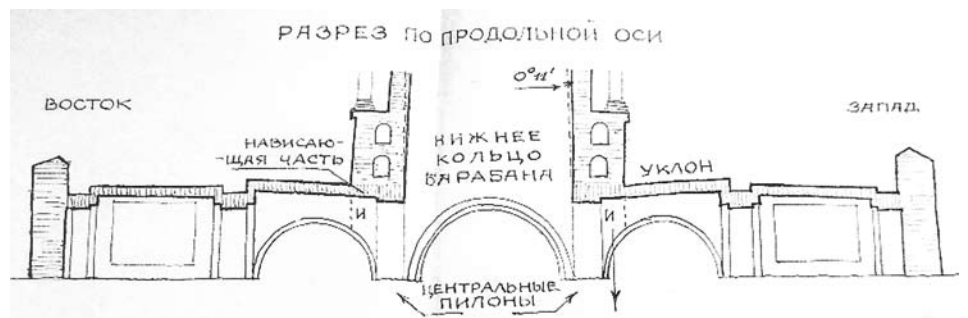 РАЗРЕЗ ПО ПРОДОЛЬНОЙ ОСИ
0°11'
ВОСТОК
ЗАПАД
НАВИСАЮ-
-ЩАЯ ЧАСТЬ
НИЖНЕЕ
КОЛЬЦО
БАРАБАНА
УКЛОН
И
И
ЦЕНТРАЛЬНЫЕ
ПИЛОНЫ